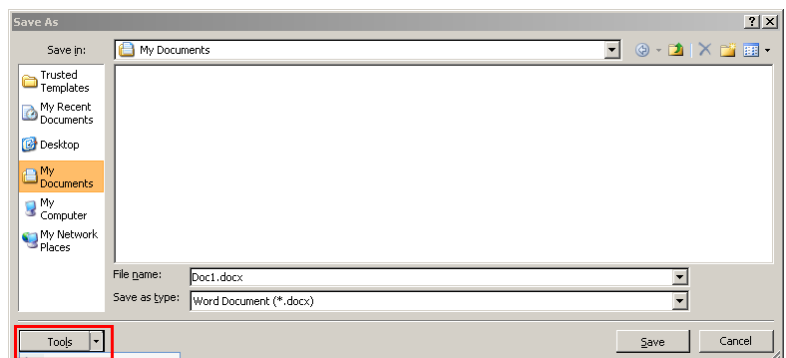 Save As
Save in:
My Documents
Trusted
Templates
My Recent
Documents
Desktop
My
Documents
My
Computer
My Network
Places
File name:
Doc1.docx
Save as type:
Word Document (*.docx)
Tools
Save
Cancel